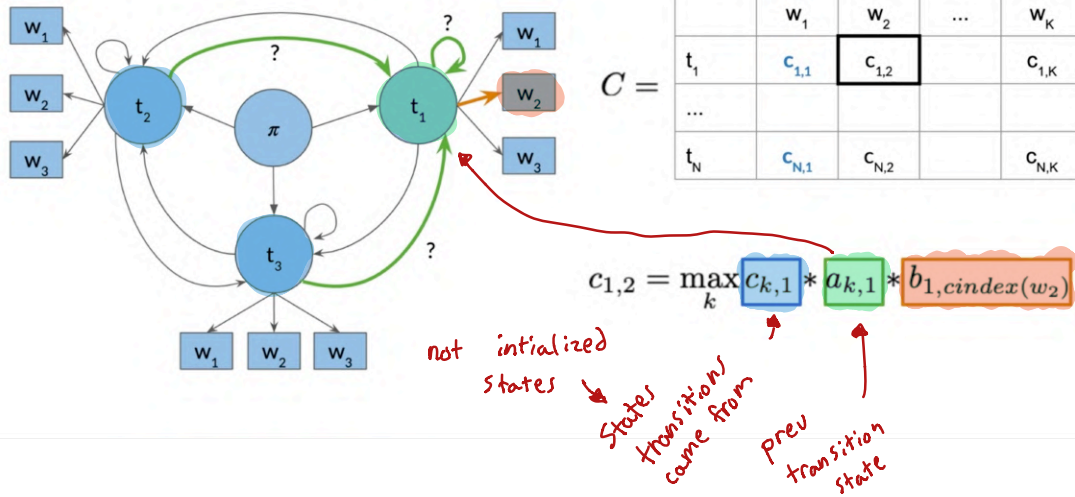 w1
w2
w3
t2
?
π
?
t1
w1
w2
w3
t3
?
w1 w2 w3
C =
w1 w2 ... wK
t1 c1,1 c1,2 c1,K
...
tN cN,1 cN,2 cN,K
c1,2 = max k ck,1 * ak,1 * b1,cindex(w2)
not intialized
states
States
transitions
came from
prev
transition
state